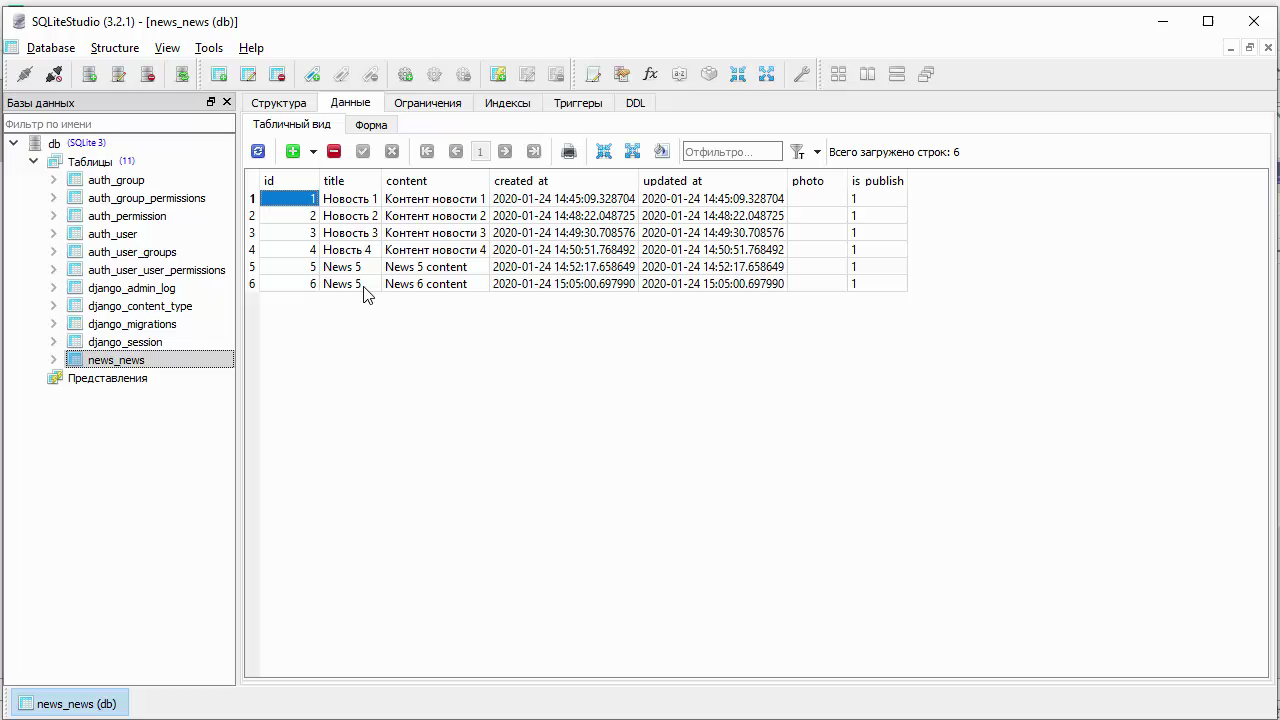 SQLiteStudio (3.2.1) - [news_news (db)]
Database Structure View Tools Help
Базы данных
Фильтр по имени
db (SQLite 3)
Таблицы (11)
auth_group
auth_group_permissions
auth_permission
auth_user
auth_user_groups
auth_user_user_permissions
django_admin_log
django_content_type
django_migrations
django_session
news_news
Представления
Структура Данные Ограничения Индексы Триггеры DDL
Табличный вид Форма
1 Отфильтро... Всего загружено строк: 6
id title content created_at updated_at photo is_publish
1 1 Новость 1 Контент новости 1 2020-01-24 14:45:09.328704 2020-01-24 14:45:09.328704 1
2 2 Новость 2 Контент новости 2 2020-01-24 14:48:22.048725 2020-01-24 14:48:22.048725 1
3 3 Новость 3 Контент новости 3 2020-01-24 14:49:30.708576 2020-01-24 14:49:30.708576 1
4 4 Новсть 4 Контент новости 4 2020-01-24 14:50:51.768492 2020-01-24 14:50:51.768492 1
5 5 News 5 News 5 content 2020-01-24 14:52:17.658649 2020-01-24 14:52:17.658649 1
6 6 News 5 News 6 content 2020-01-24 15:05:00.697990 2020-01-24 15:05:00.697990 1
news_news (db)